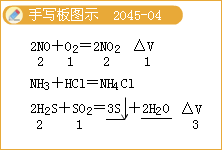 手写板图示 2045-04
2NO+O₂=2NO₂ △V
2 1 2 1
NH₃+HCl=NH₄Cl
2H₂S+SO₂=3S↓+2H₂O △V
2 1 3